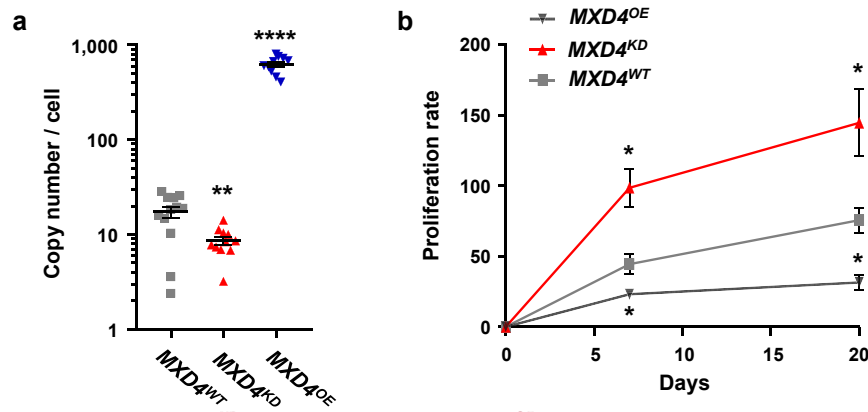 a
Copy number / cell
1,000
100
10
1
**
****
MXD4WT
MXD4KD
MXD4OE
b
MXD4OE
MXD4KD
MXD4WT
Proliferation rate
200
150
100
50
0
*
*
*
*
0
5
10
15
20
Days